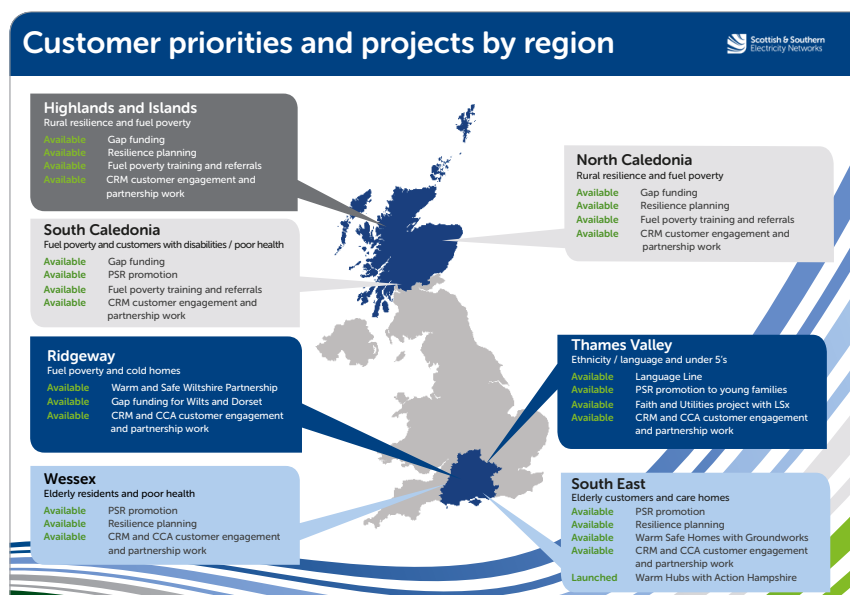 Customer priorities and projects by region
Scottish & Southern
Electricity Networks
Highlands and Islands
Rural resilience and fuel poverty
Available Gap funding
Available Resilience planning
Available Fuel poverty training and referrals
Available CRM customer engagement and
partnership work
North Caledonia
Rural resilience and fuel poverty
Available Gap funding
Available Resilience planning
Available Fuel poverty training and referrals
Available CRM customer engagement and
partnership work
South Caledonia
Fuel poverty and customers with disabilities / poor health
Available Gap funding
Available PSR promotion
Available Fuel poverty training and referrals
Available CRM customer engagement and
partnership work
Ridgeway
Fuel poverty and cold homes
Available Warm and Safe Wiltshire Partnership
Available Gap funding for Wilts and Dorset
Available CRM and CCA customer engagement
and partnership work
Thames Valley
Ethnicity / language and under 5's
Available Language Line
Available PSR promotion to young families
Available Faith and Utilities project with LSx
Available CRM and CCA customer engagement
and partnership work
Wessex
Elderly residents and poor health
Available PSR promotion
Available Resilience planning
Available CRM and CCA customer engagement
and partnership work
South East
Elderly customers and care homes
Available PSR promotion
Available Resilience planning
Available Warm Safe Homes with Groundworks
Available CRM and CCA customer engagement
and partnership work
Launched Warm Hubs with Action Hampshire